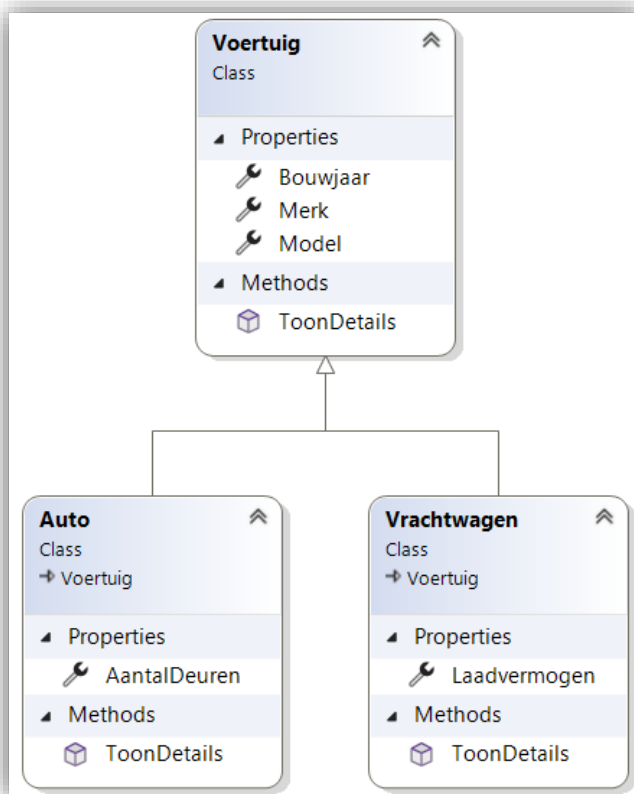 Voertuig
Class
Properties
Bouwjaar
Merk
Model
Methods
ToonDetails
Auto
Class
Voertuig
Properties
AantalDeuren
Methods
ToonDetails
Vrachtwagen
Class
Voertuig
Properties
Laadvermogen
Methods
ToonDetails